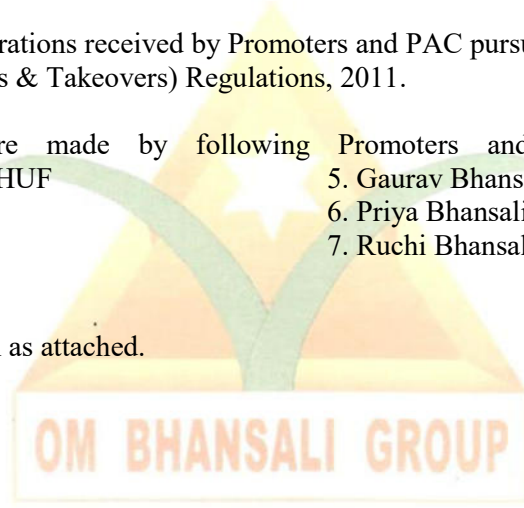 rations received by Promoters and PAC pursu
s & Takeovers) Regulations, 2011.
re made by following Promoters and
HUF 5. Gaurav Bhans
6. Priya Bhansali
7. Ruchi Bhansal
as attached.
OM BHANSALI GROUP